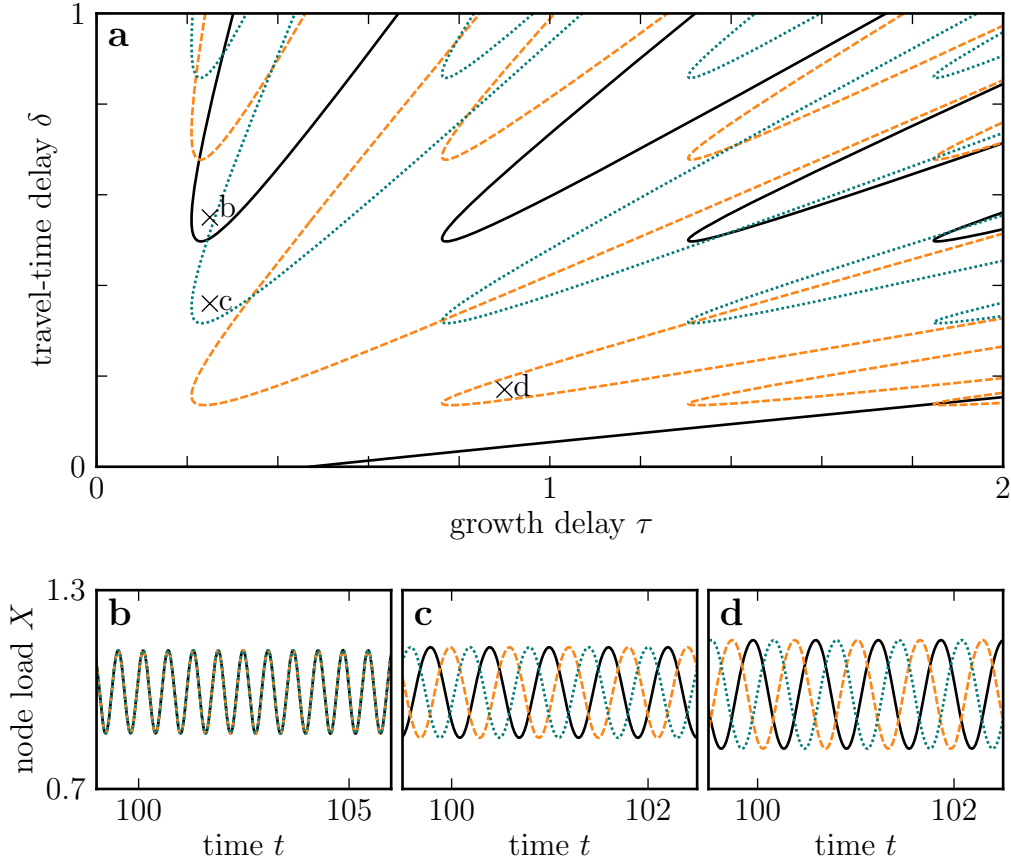 1
a
travel-time delay δ
b
c
d
0
0
1
2
growth delay τ
1.3
b
c
d
node load X
0.7
100
105
100
102
100
102
time t
time t
time t